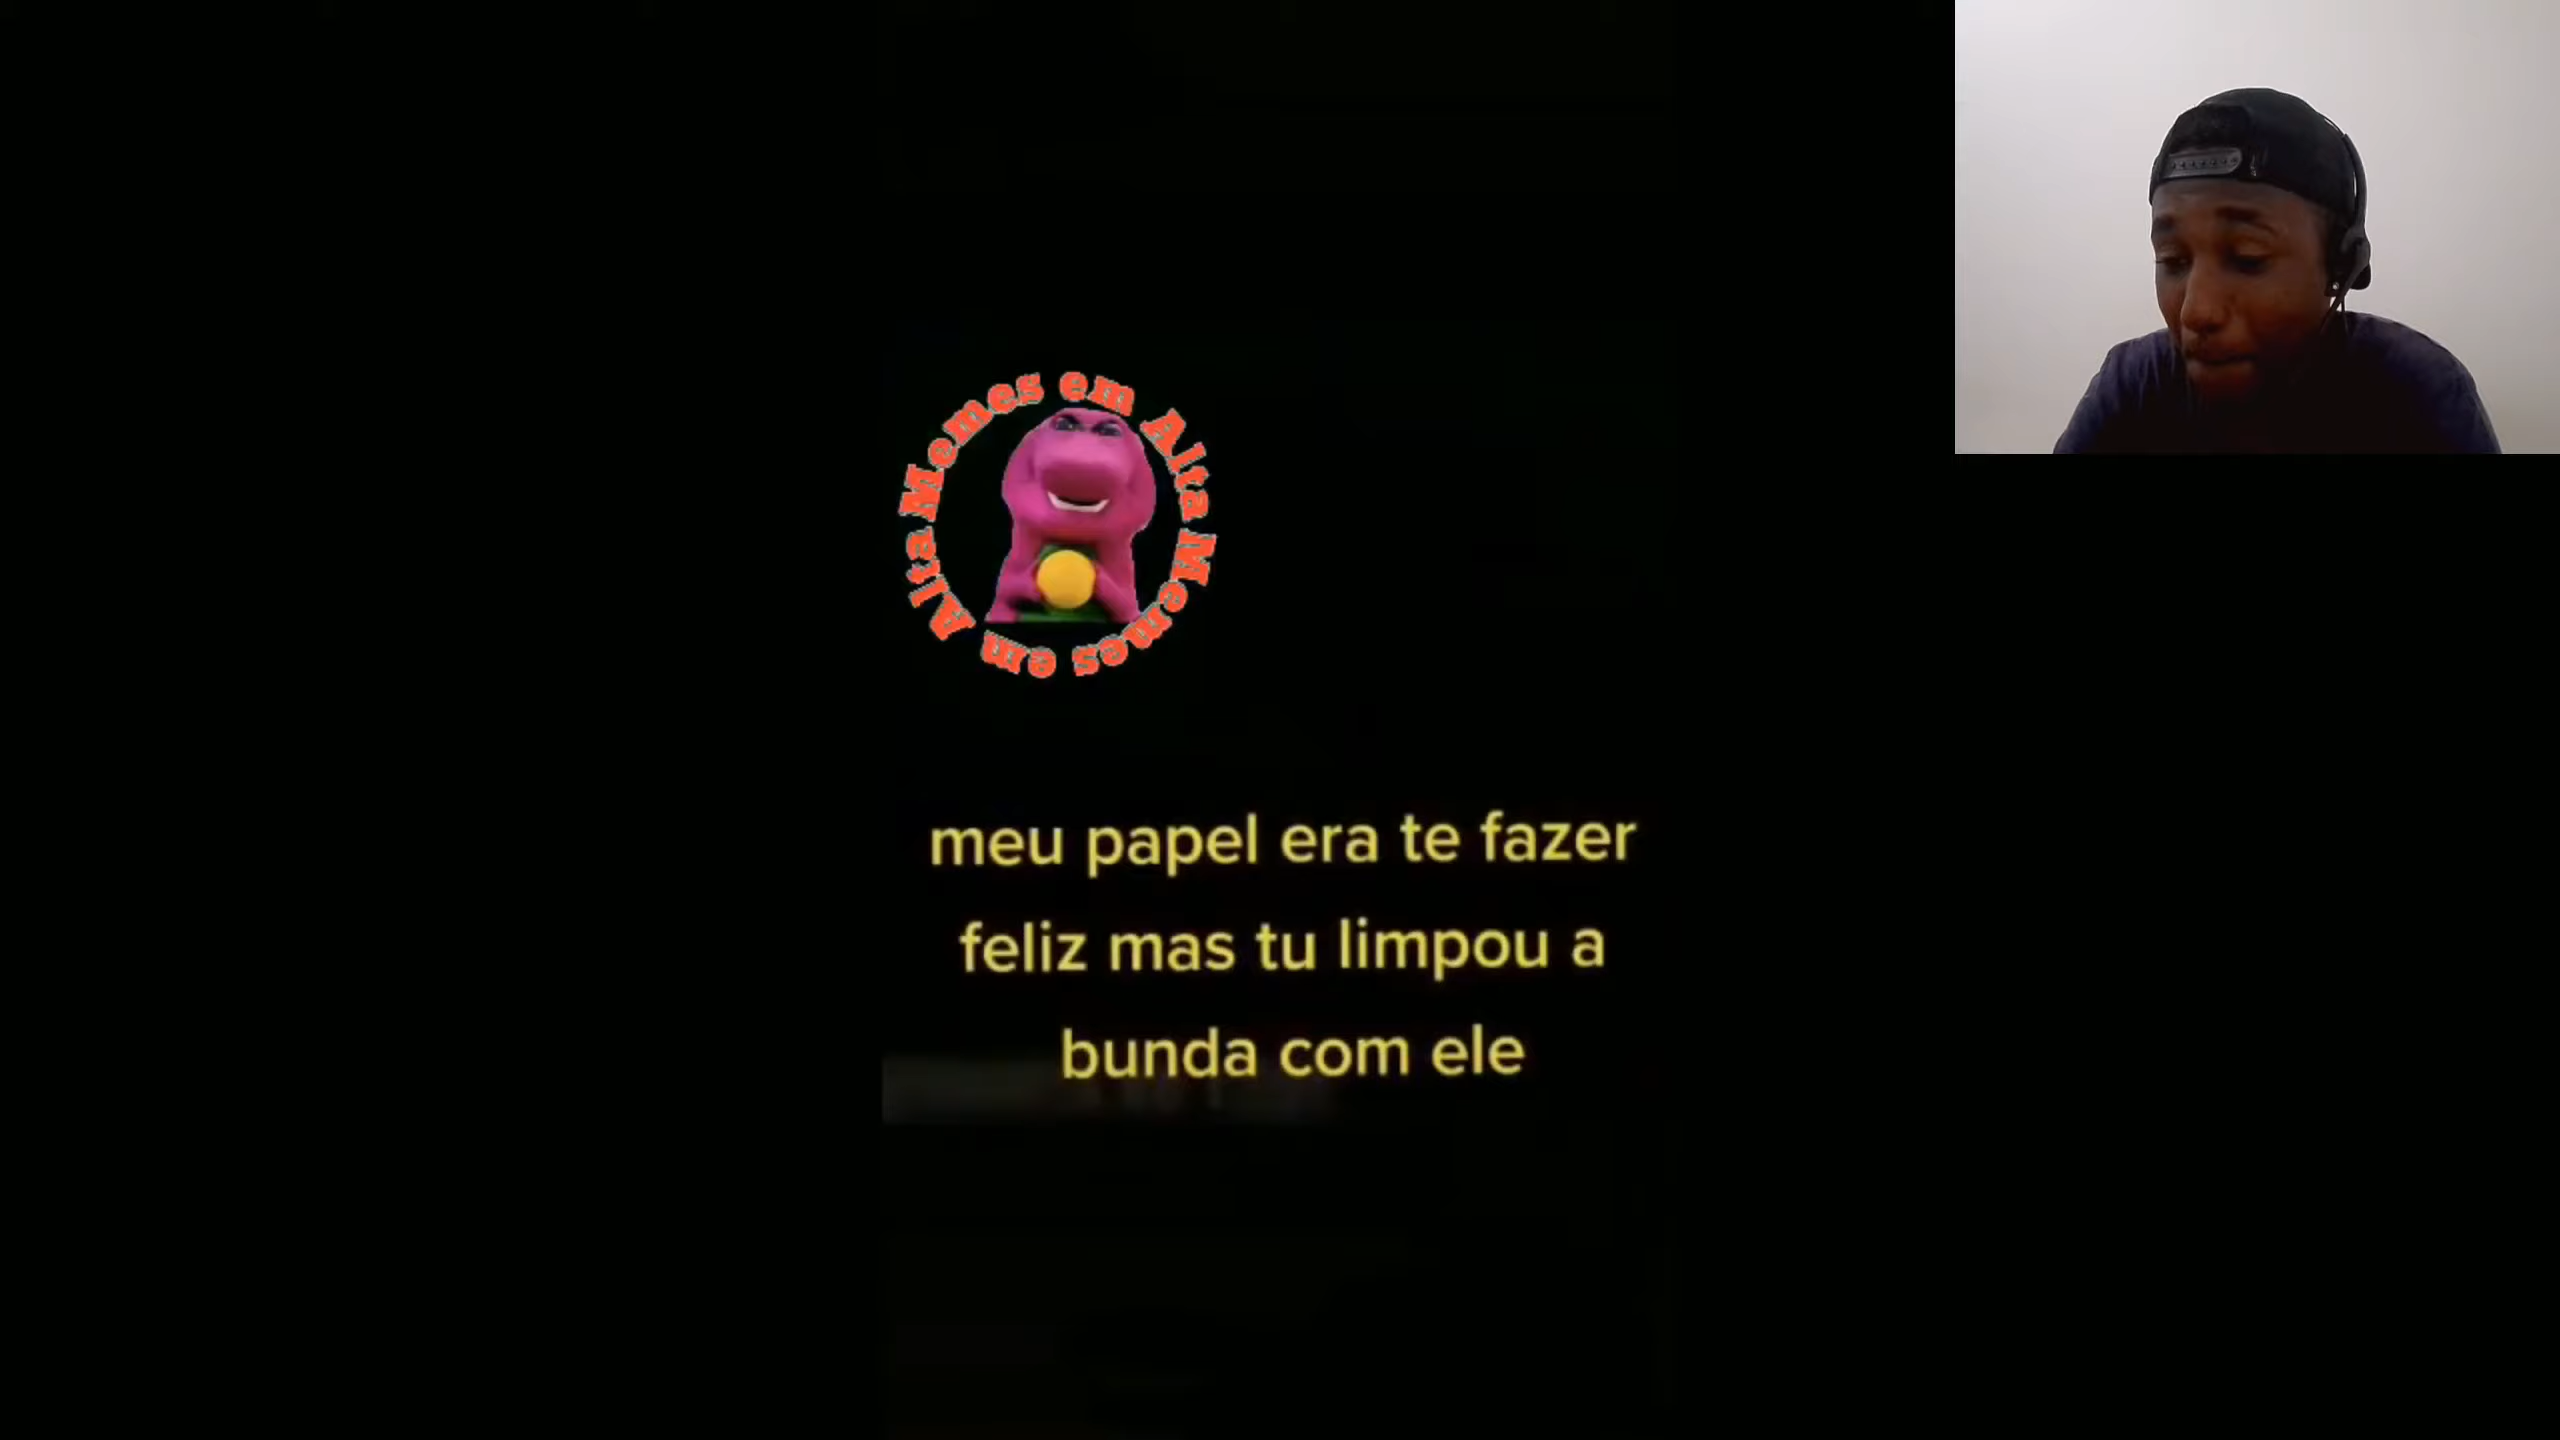 Memes em Alta Memes em Alta
meu papel era te fazer
feliz mas tu limpou a
bunda com ele